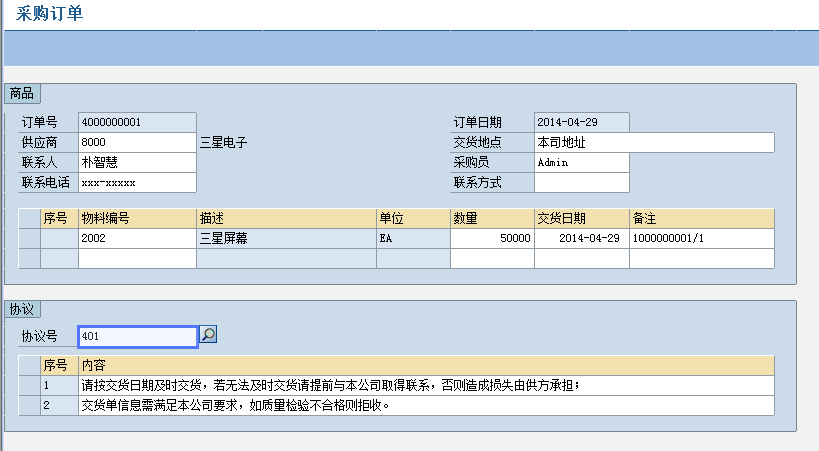 采购订单
商品
订单号 4000000001 订单日期 2014-04-29
供应商 8000 三星电子 交货地点 本司地址
联系人 朴智慧 采购员 Admin
联系电话 xxx-xxxxx 联系方式
序号 物料编号 描述 单位 数量 交货日期 备注
2002 三星屏幕 EA 50000 2014-04-29 1000000001/1
协议
协议号 401
序号 内容
1 请按交货日期及时交货，若无法及时交货请提前与本公司取得联系，否则造成损失由供方承担；
2 交货单信息需满足本公司要求，如质量检验不合格则拒收。